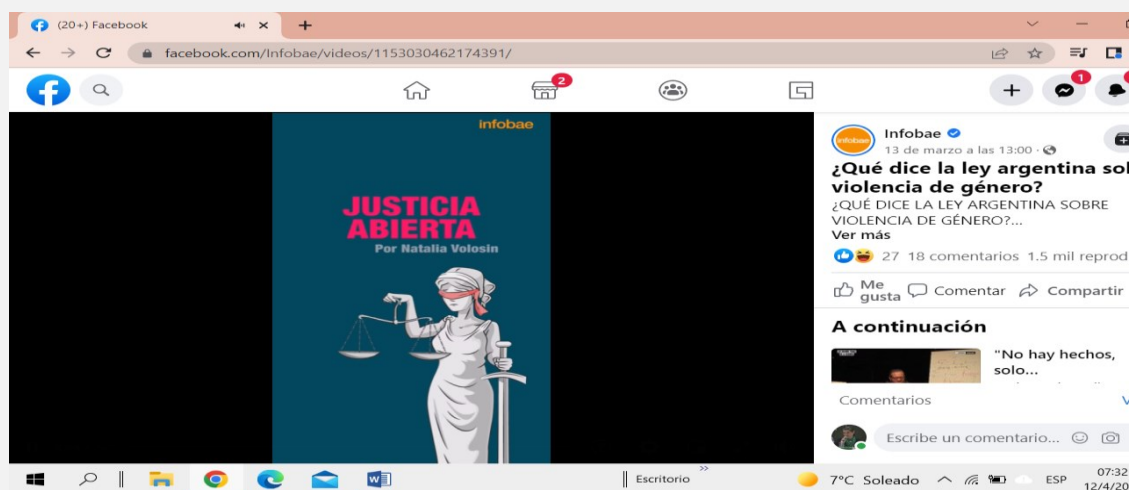 (20+) Facebook
facebook.com/Infobae/videos/1153030462174391/
2
1
infobae
JUSTICIA
ABIERTA
Por Natalia Volosin
infobae
Infobae
13 de marzo a las 13:00
¿Qué dice la ley argentina sob
violencia de género?
¿QUÉ DICE LA LEY ARGENTINA SOBRE
VIOLENCIA DE GÉNERO?...
Ver más
27 18 comentarios 1.5 mil reprod
Me gusta Comentar Compartir
A continuación
"No hay hechos,
solo...
Comentarios
Escribe un comentario...
Escritorio
7°C Soleado
ESP
07:32
12/4/20